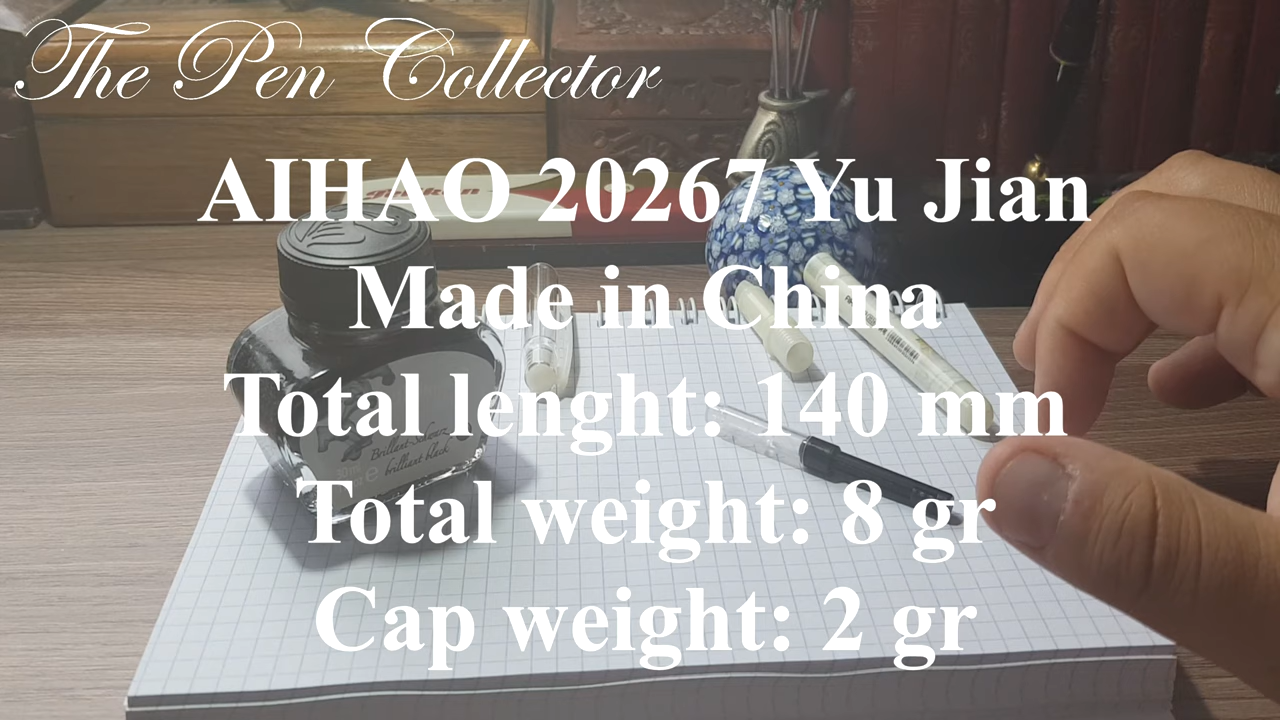 The Pen Collector
AIHAO 20267 Yu Jian
Made in China
Total lenght: 140 mm
Total weight: 8 gr
Cap weight: 2 gr
Brillant-Schwarz
brilliant black